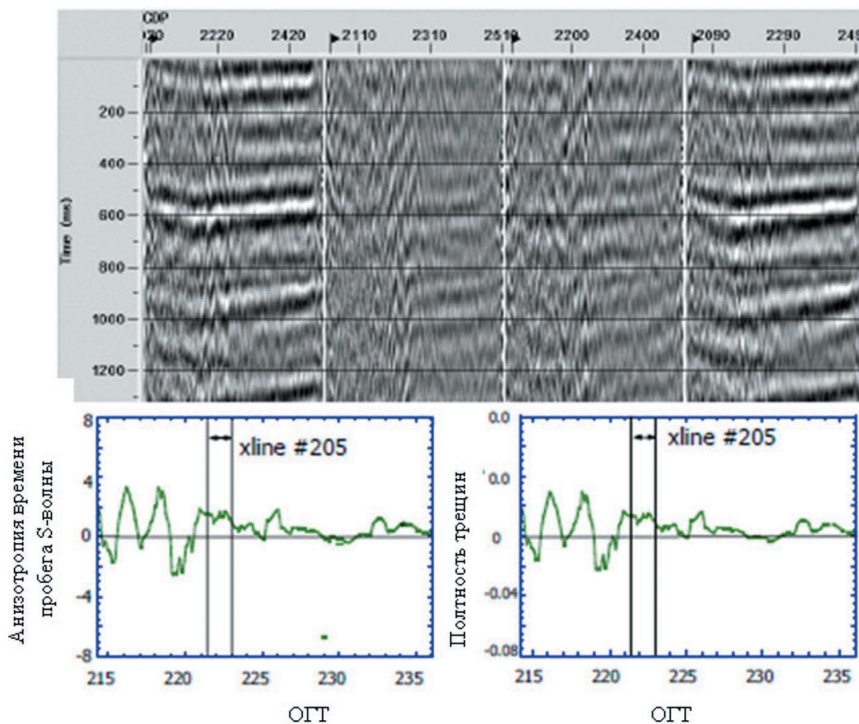 CDP
2220 2420 2110 2310 2200 2400 2090 2290
Time (ms)
200
400
600
800
1000
1200
Анизотропия времени
пробега S-волны
8
4
0
-4
-8
xline #205
215 220 225 230 235
ОГТ
Полтность трещин
0.0
0.0
0
-0.04
-0.08
xline #205
215 220 225 230 235
ОГТ